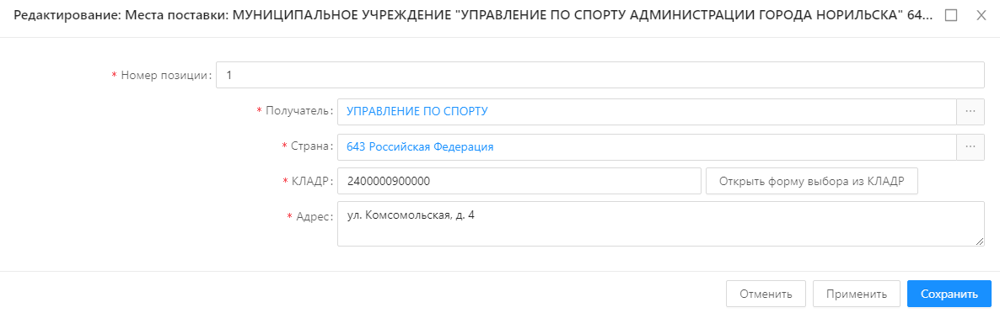 Редактирование: Места поставки: МУНИЦИПАЛЬНОЕ УЧРЕЖДЕНИЕ "УПРАВЛЕНИЕ ПО СПОРТУ АДМИНИСТРАЦИИ ГОРОДА НОРИЛЬСКА" 64...
* Номер позиции: 1
* Получатель: УПРАВЛЕНИЕ ПО СПОРТУ ...
* Страна: 643 Российская Федерация ...
* КЛАДР: 2400000900000 Открыть форму выбора из КЛАДР
* Адрес: ул. Комсомольская, д. 4
Отменить Применить Сохранить